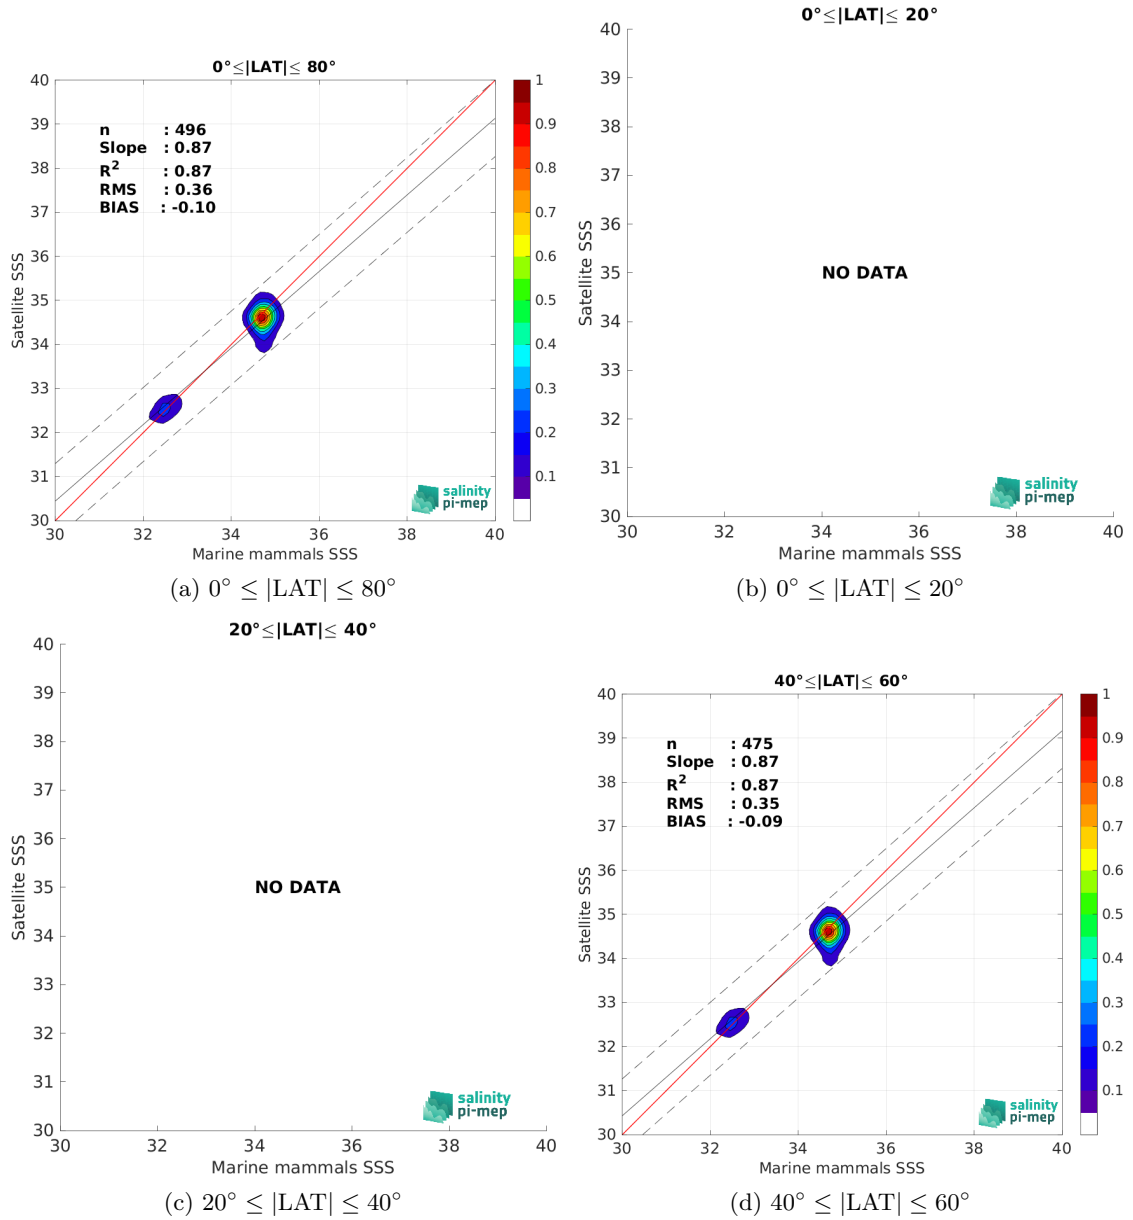 0°≤|LAT|≤ 80°
40
39
38
37
36
35
34
33
32
31
30
n : 496
Slope : 0.87
R2 : 0.87
RMS : 0.36
BIAS : -0.10
1
0.9
0.8
0.7
0.6
0.5
0.4
0.3
0.2
0.1
Satellite SSS
salinity
pi-mep
30 32 34 36 38 40
Marine mammals SSS
(a) 0° ≤ |LAT| ≤ 80°
0°≤|LAT|≤ 20°
40
39
38
37
36
35
34
33
32
31
30
Satellite SSS
NO DATA
salinity
pi-mep
30 32 34 36 38 40
Marine mammals SSS
(b) 0° ≤ |LAT| ≤ 20°
20°≤|LAT|≤ 40°
40
39
38
37
36
35
34
33
32
31
30
Satellite SSS
NO DATA
salinity
pi-mep
30 32 34 36 38 40
Marine mammals SSS
(c) 20° ≤ |LAT| ≤ 40°
40°≤|LAT|≤ 60°
40
39
38
37
36
35
34
33
32
31
30
n : 475
Slope : 0.87
R2 : 0.87
RMS : 0.35
BIAS : -0.09
1
0.9
0.8
0.7
0.6
0.5
0.4
0.3
0.2
0.1
Satellite SSS
salinity
pi-mep
30 32 34 36 38 40
Marine mammals SSS
(d) 40° ≤ |LAT| ≤ 60°